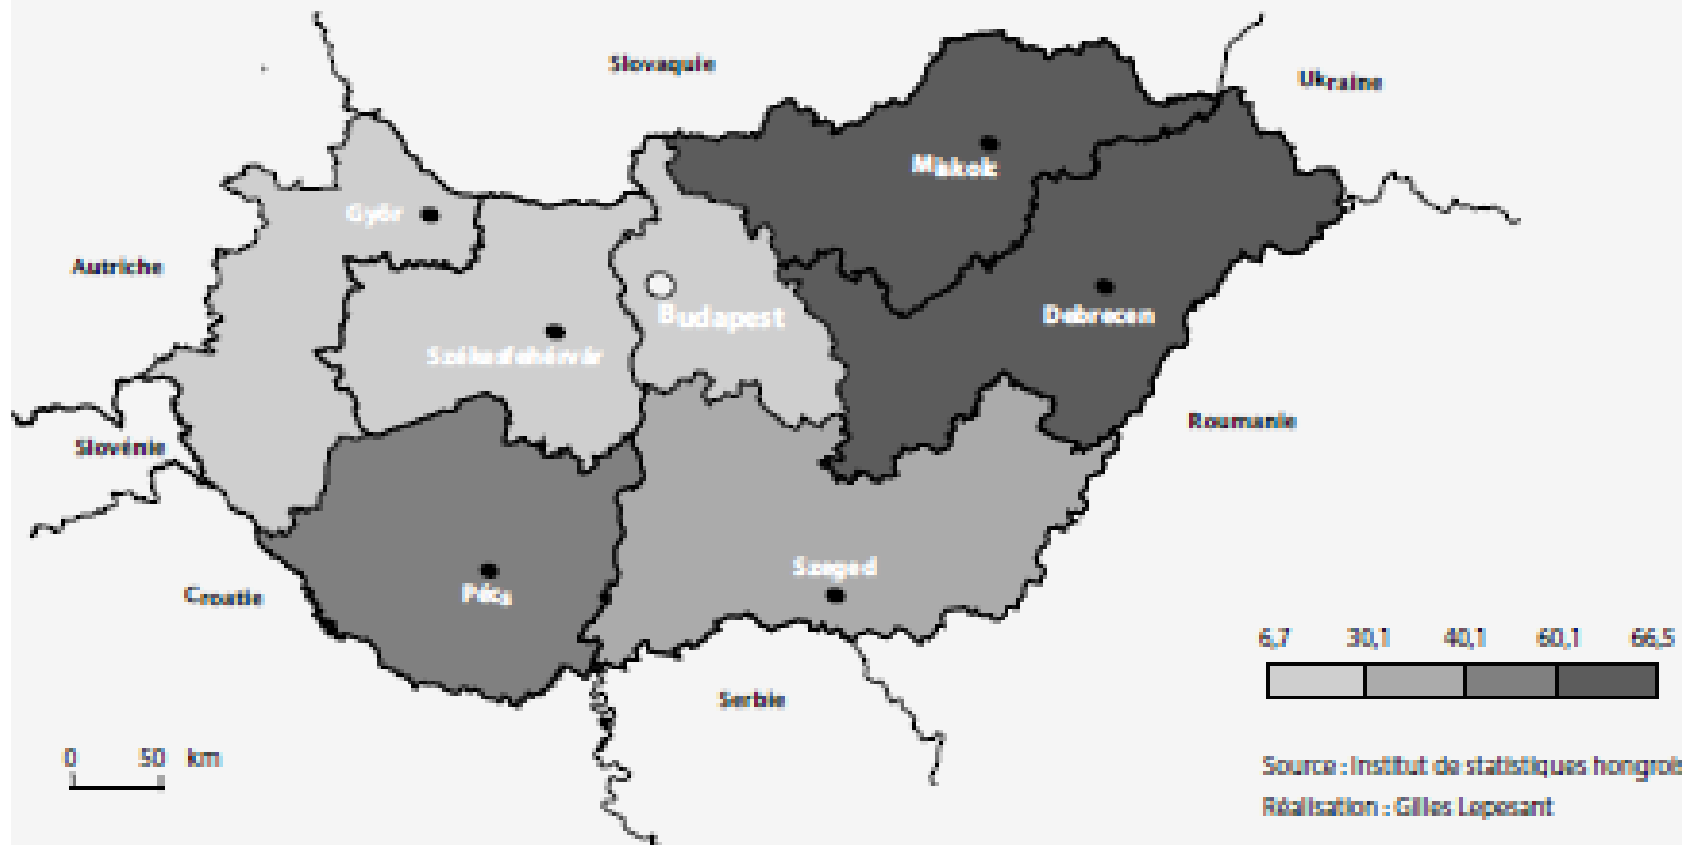 Slovaquie
Ukraine
Miskolc
Győr
Autriche
Budapest
Debrecen
Székesfehérvár
Roumanie
Slovénie
Szeged
Croatie
Pécs
6,7 30,1 40,1 60,1 66,5
Serbie
0 50 km
Source : Institut de statistiques hongrois
Réalisation : Gilles Lepesant